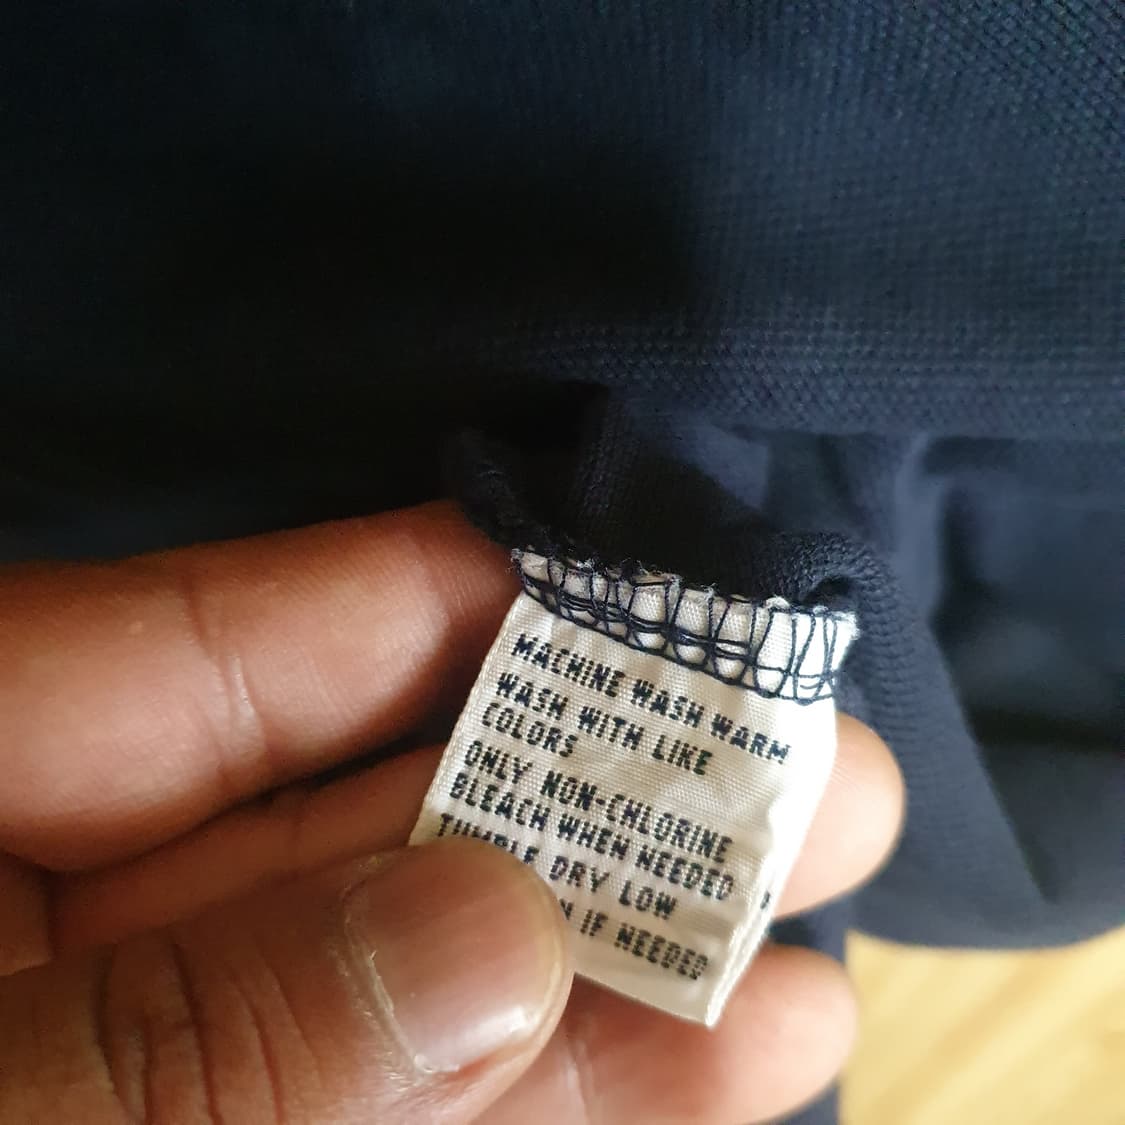 MACHINE WASH WARM
WASH WITH LIKE
COLORS
ONLY NON-CHLORINE
BLEACH WHEN NEEDED
TUMBLE DRY LOW
IF NEEDED